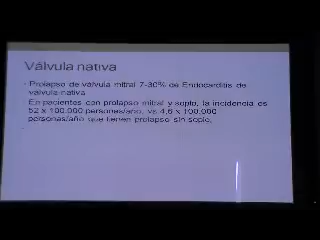 Válvula nativa
Prolapso de válvula mitral 7-30% de Endocarditis de
válvula nativa
En pacientes con prolapso mitral y soplo, la incidencia es
52 x 100.000 personas/año, vs 4,6 x 100.000
personas/año que tienen prolapso sin soplo.